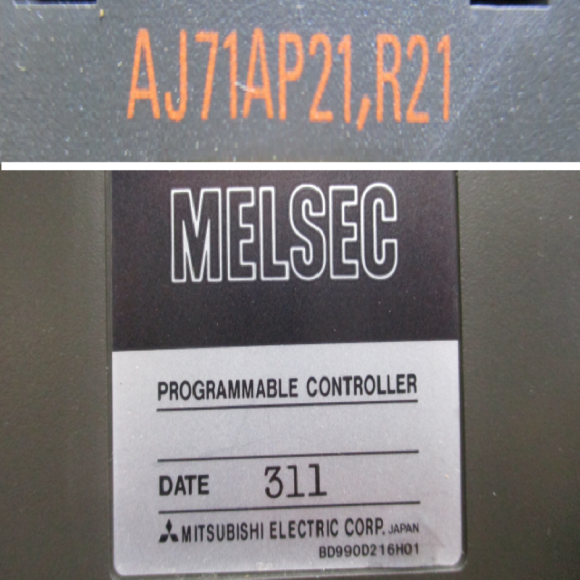 AJ71AP21,R21
MELSEC
PROGRAMMABLE CONTROLLER
DATE 311
MITSUBISHI ELECTRIC CORP. JAPAN
BD990D216H01